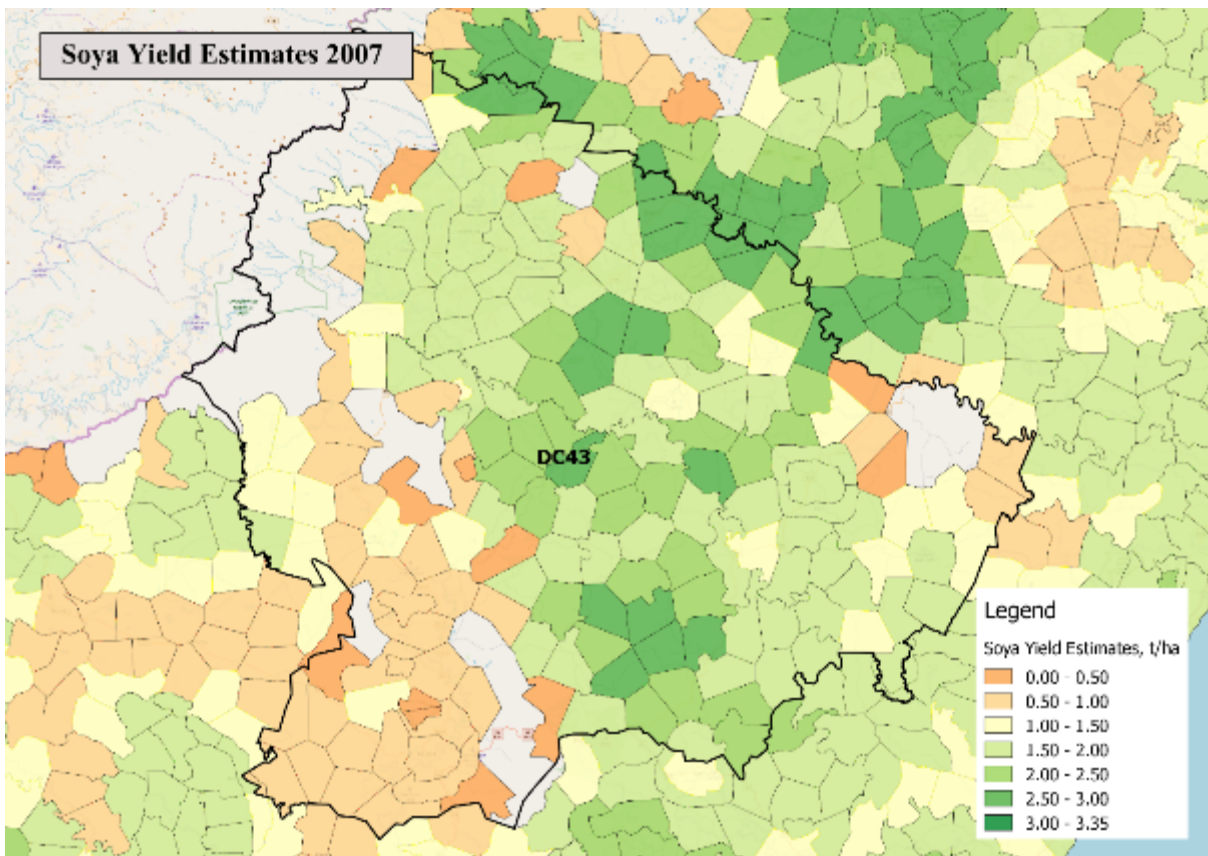 Soya Yield Estimates 2007
DC43
Legend
Soya Yield Estimates, t/ha
0.00 - 0.50
0.50 - 1.00
1.00 - 1.50
1.50 - 2.00
2.00 - 2.50
2.50 - 3.00
3.00 - 3.35